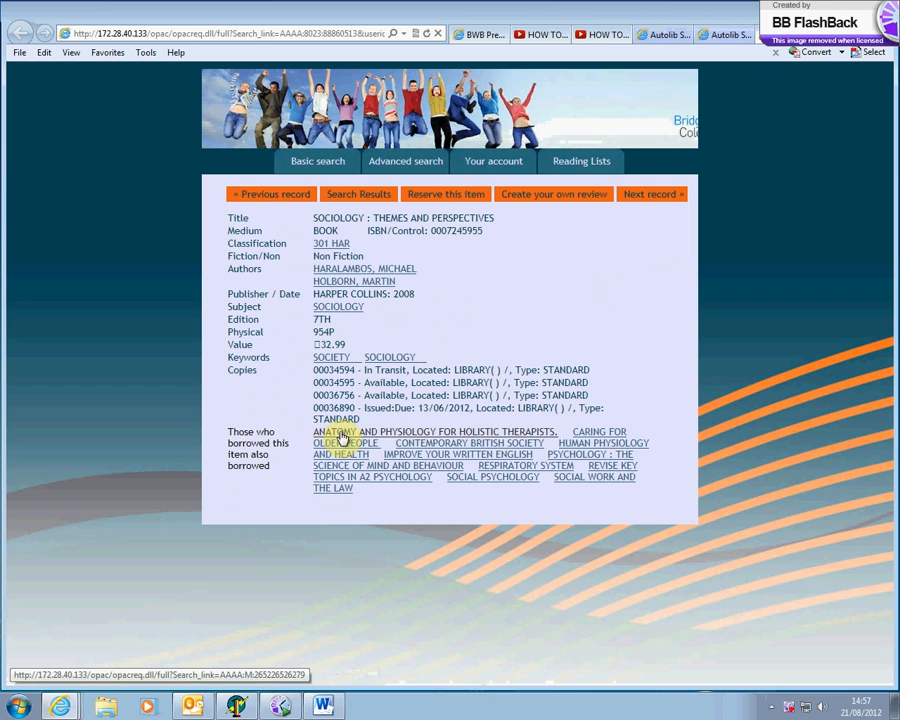 Created by
BB FlashBack
This image removed when licensed
http://172.28.40.133/opac/opacreq.dll/full?Search_link=AAAA:8023:88860513&useric
BWB Pre...
HOW TO...
HOW TO...
Autolib S...
Autolib S...
File Edit View Favorites Tools Help
x Convert Select
Basic search Advanced search Your account Reading Lists
« Previous record Search Results Reserve this item Create your own review Next record »
Title SOCIOLOGY : THEMES AND PERSPECTIVES
Medium BOOK ISBN/Control: 0007245955
Classification 301 HAR
Fiction/Non Non Fiction
Authors HARALAMBOS, MICHAEL
HOLBORN, MARTIN
Publisher / Date HARPER COLLINS: 2008
Subject SOCIOLOGY
Edition 7TH
Physical 954P
Value □32.99
Keywords SOCIETY SOCIOLOGY
Copies 00034594 - In Transit, Located: LIBRARY( ) /, Type: STANDARD
00034595 - Available, Located: LIBRARY( ) /, Type: STANDARD
00036756 - Available, Located: LIBRARY( ) /, Type: STANDARD
00036890 - Issued:Due: 13/06/2012, Located: LIBRARY( ) /, Type:
STANDARD
Those who ANATOMY AND PHYSIOLOGY FOR HOLISTIC THERAPISTS. CARING FOR
borrowed this OLDER PEOPLE CONTEMPORARY BRITISH SOCIETY HUMAN PHYSIOLOGY
item also AND HEALTH IMPROVE YOUR WRITTEN ENGLISH PSYCHOLOGY : THE
borrowed SCIENCE OF MIND AND BEHAVIOUR RESPIRATORY SYSTEM REVISE KEY
TOPICS IN A2 PSYCHOLOGY SOCIAL PSYCHOLOGY SOCIAL WORK AND
THE LAW
http://172.28.40.133/opac/opacreq.dll/full?Search_link=AAAA:M:265226526279
14:57
21/08/2012